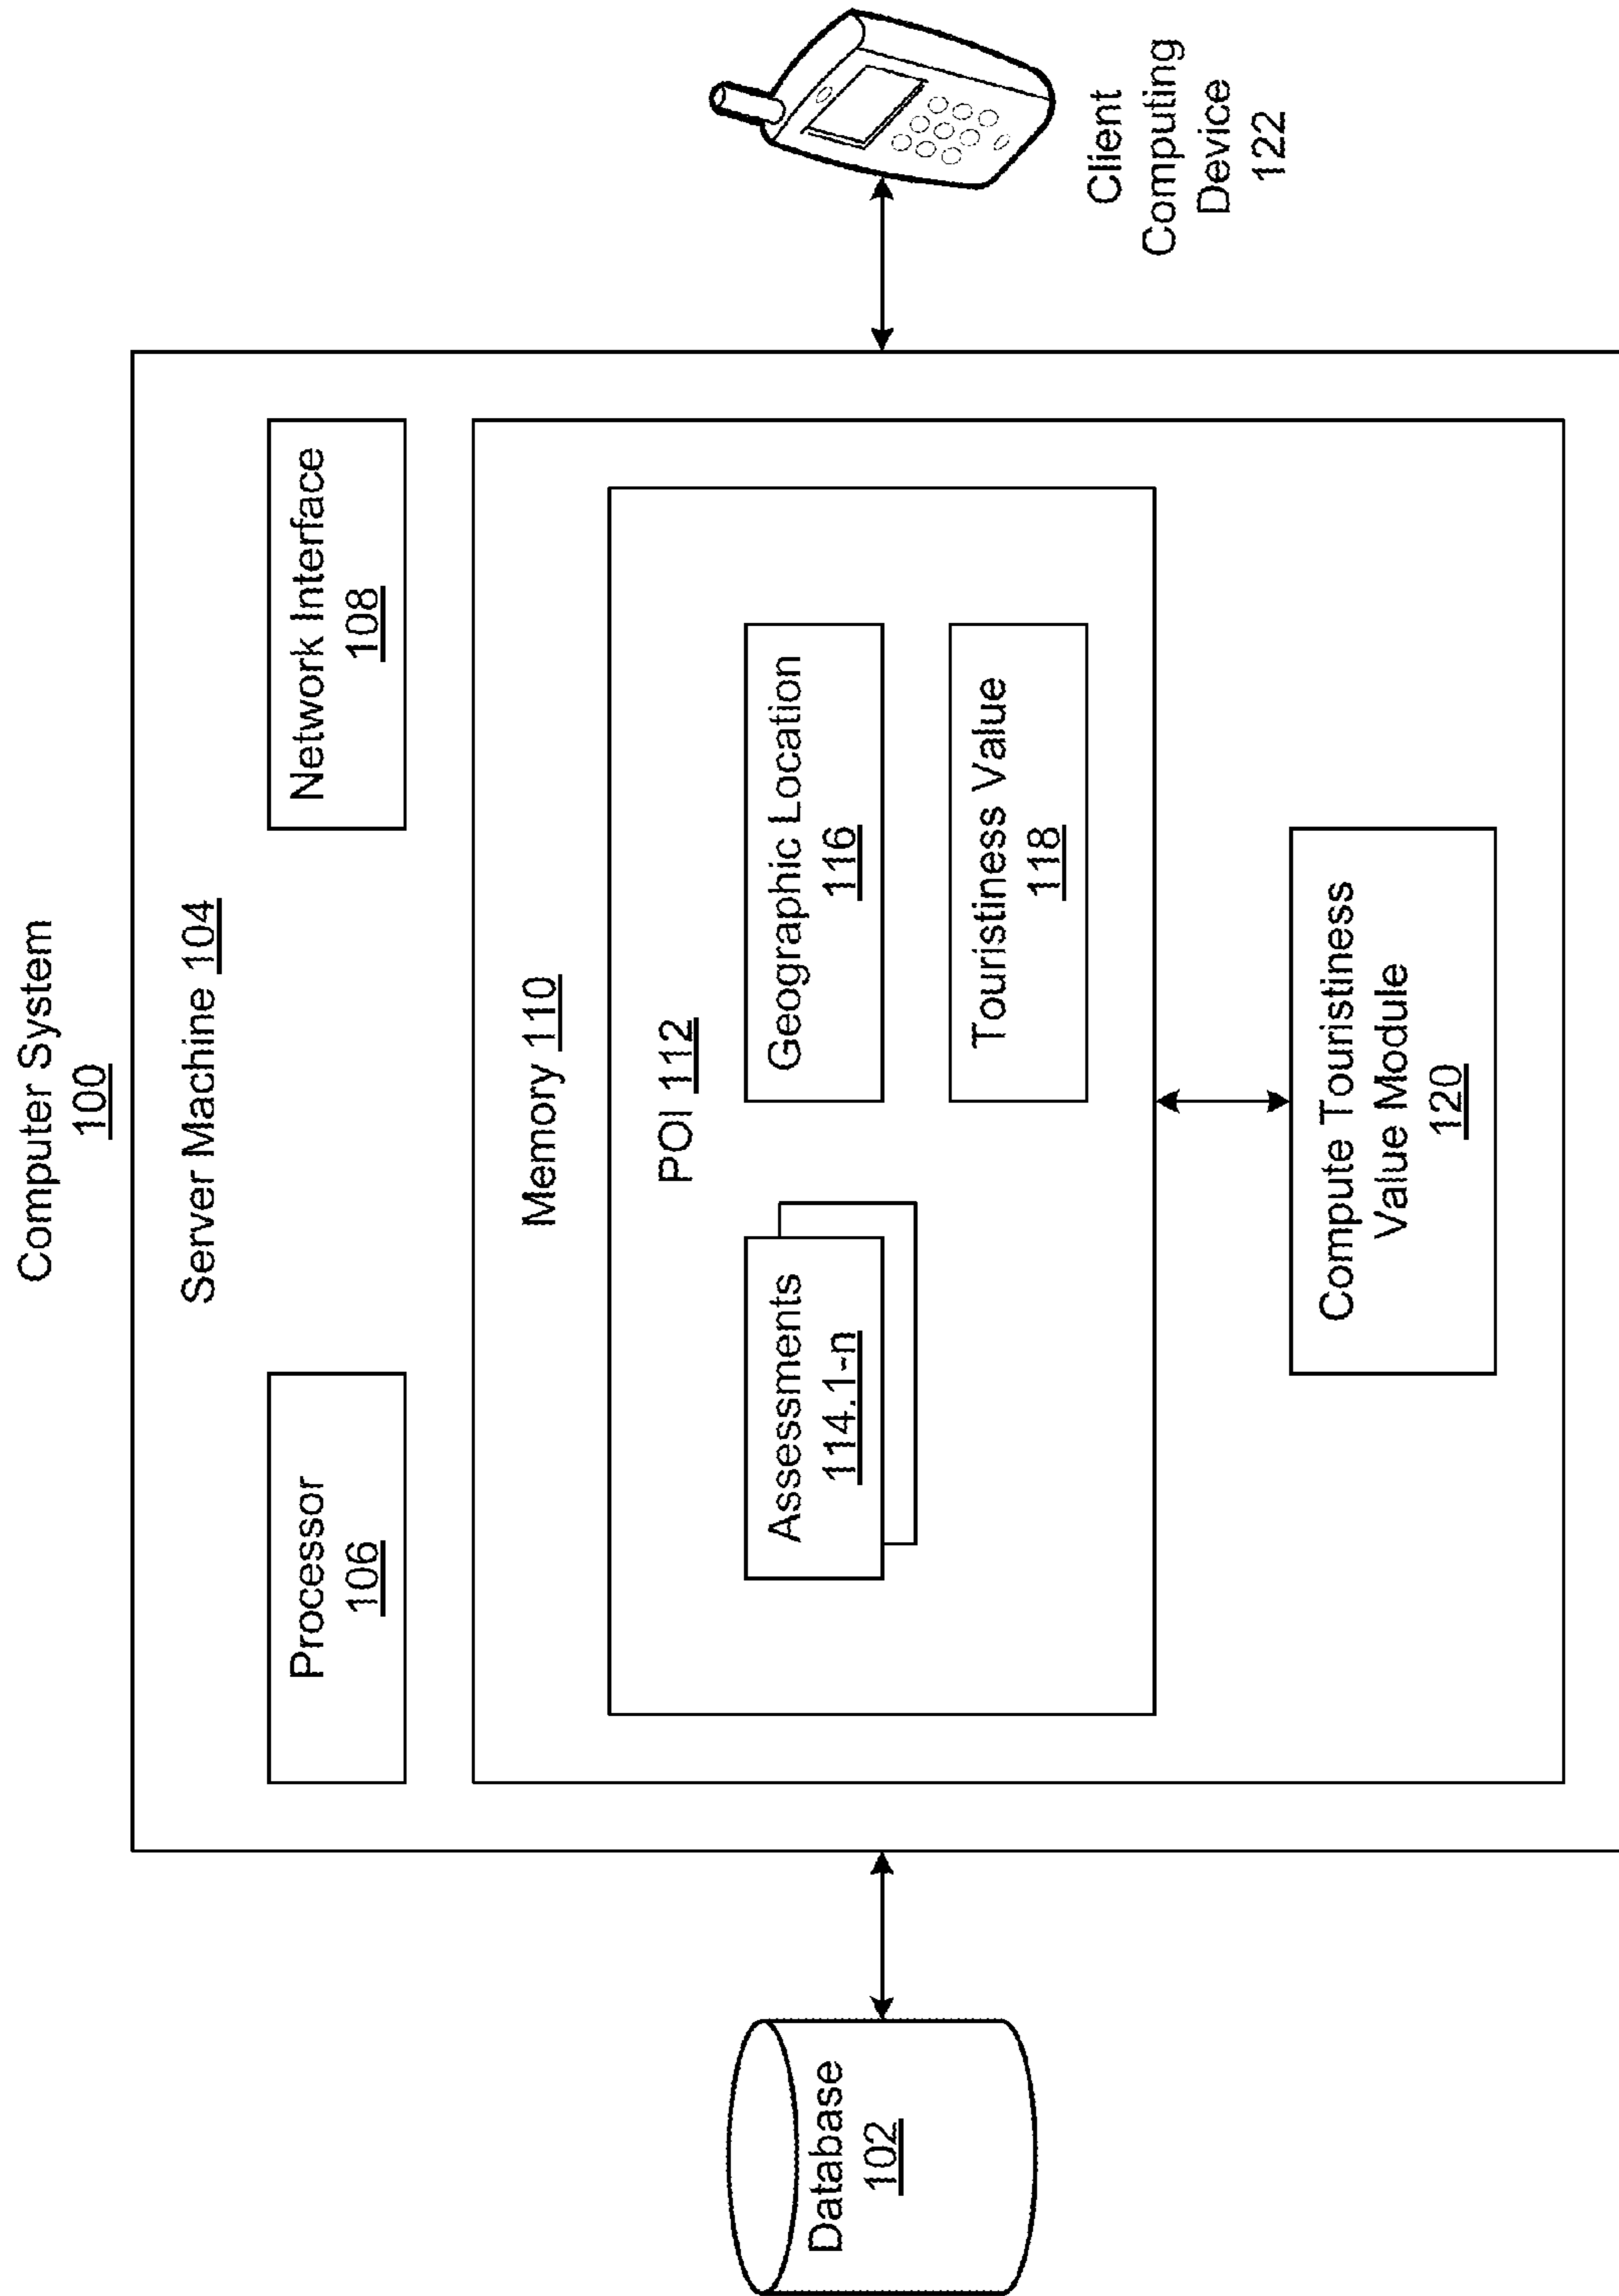 Computer System
100
Server Machine 104
Processor
106
Network Interface
108
Memory 110
POI 112
Assessments
114.1-n
Geographic Location
116
Touristiness Value
118
Compute Touristiness
Value Module
120
Database
102
Client
Computing
Device
122